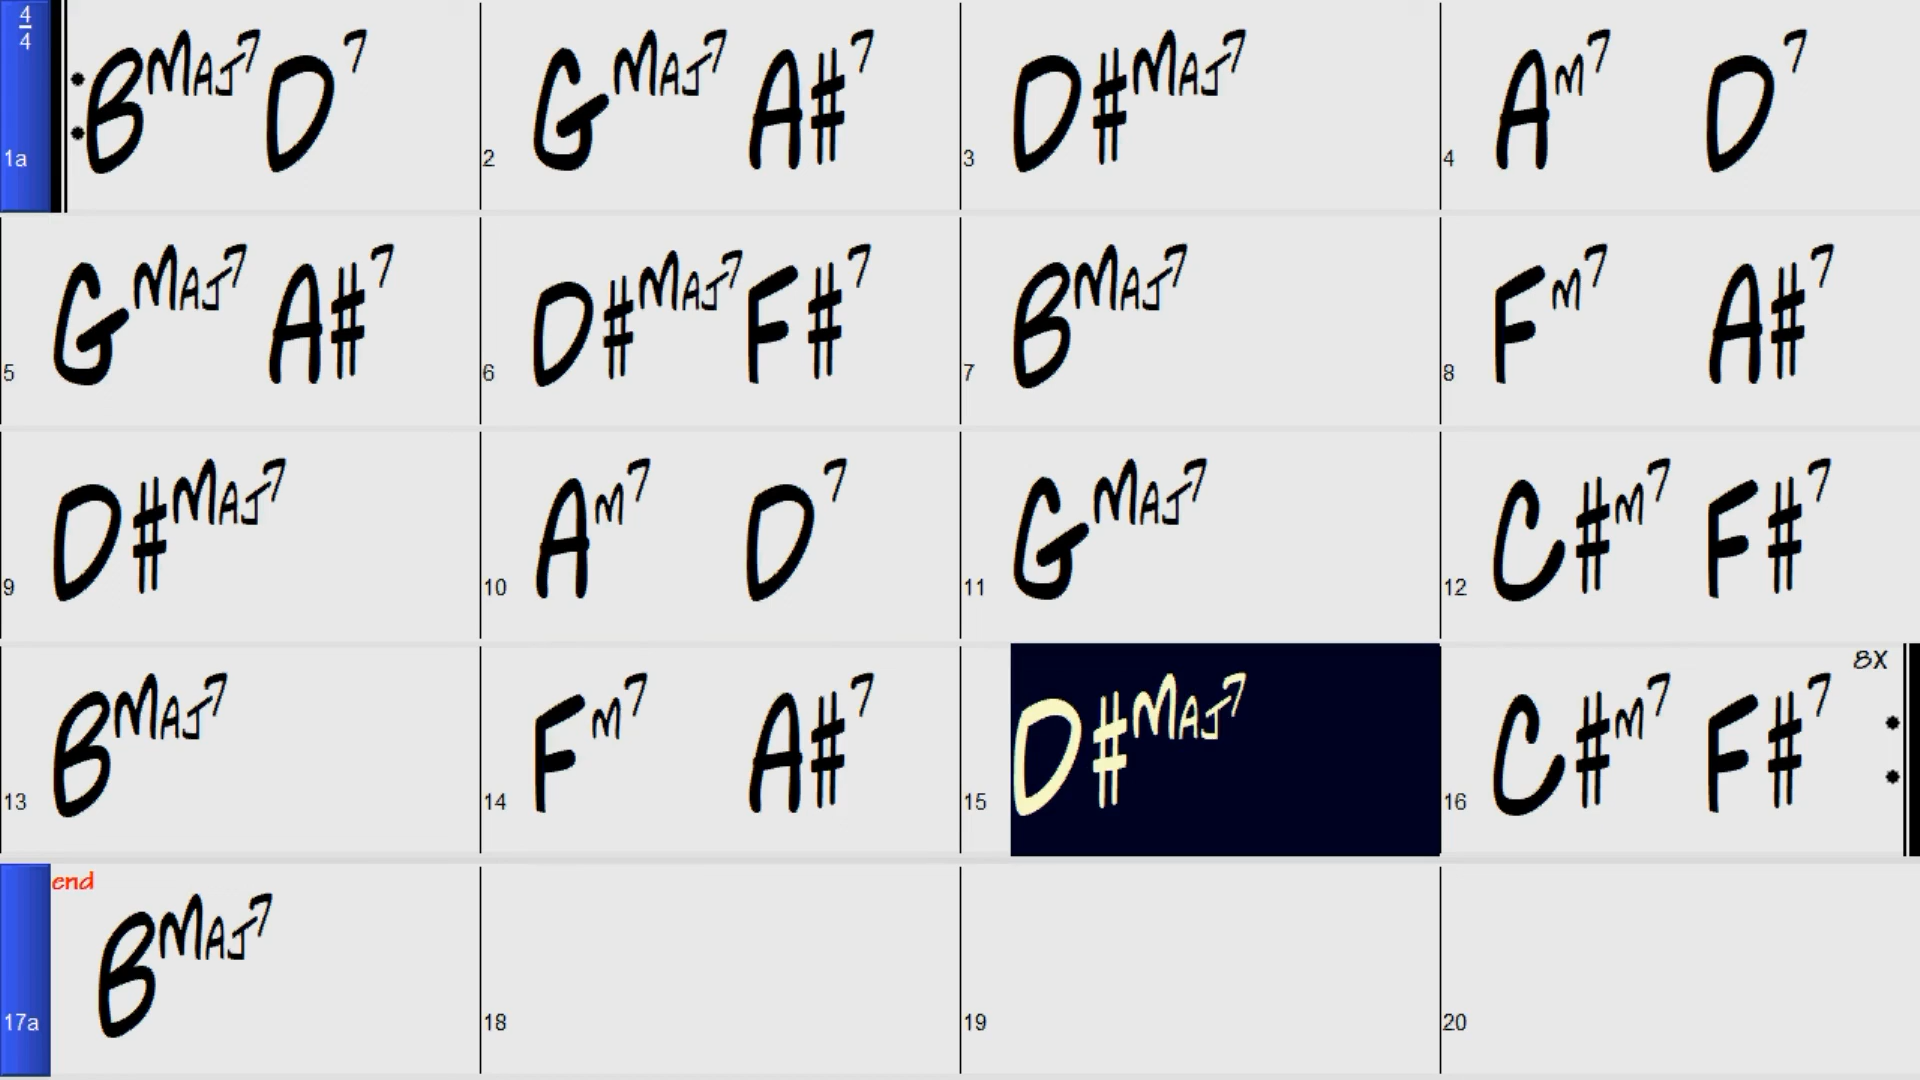 4/4
1a BMAJ7 D7 2 GMAJ7 A#7 3 D#MAJ7 4 Am7 D7
5 GMAJ7 A#7 6 D#MAJ7 F#7 7 BMAJ7 8 Fm7 A#7
9 D#MAJ7 10 Am7 D7 11 GMAJ7 12 C#m7 F#7
8X
13 BMAJ7 14 Fm7 A#7 15 D#MAJ7 16 C#m7 F#7
end
17a BMAJ7 18 19 20